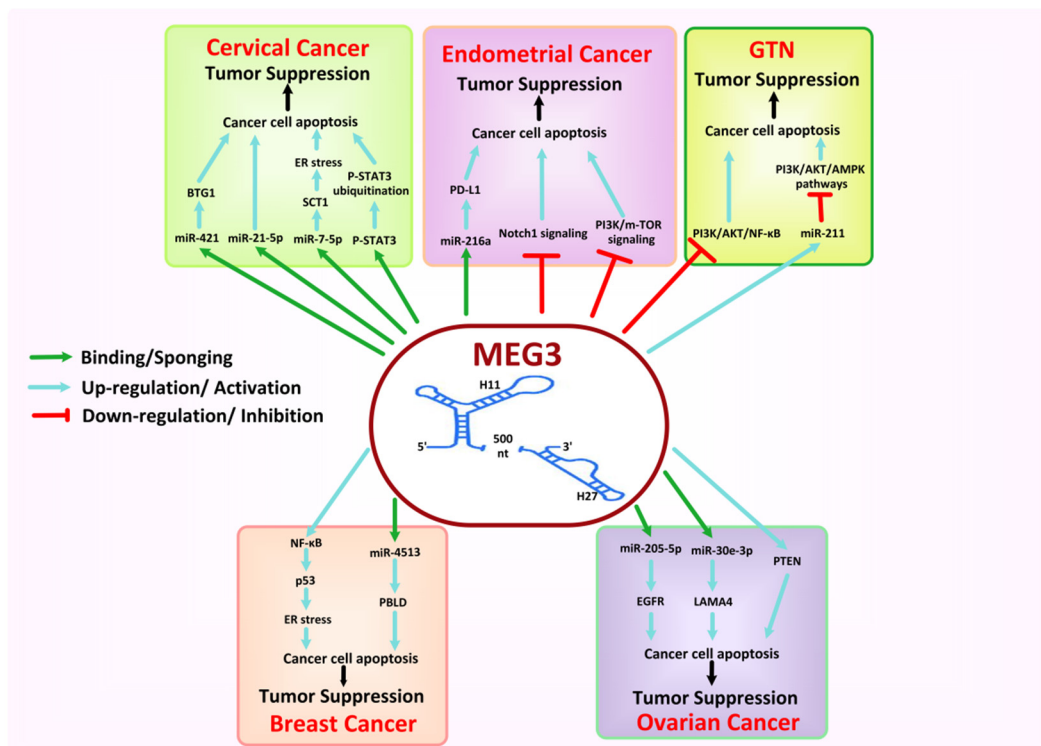 Cervical Cancer
Tumor Suppression
Cancer cell apoptosis
ER stress
P-STAT3
ubiquitination
BTG1
SCT1
miR-421
miR-21-5p
miR-7-5p
P-STAT3
Endometrial Cancer
Tumor Suppression
Cancer cell apoptosis
PD-L1
miR-216a
Notch1 signaling
PI3K/m-TOR
signaling
GTN
Tumor Suppression
Cancer cell apoptosis
PI3K/AKT/AMPK
pathways
PI3K/AKT/NF-κB
miR-211
Binding/Sponging
Up-regulation/ Activation
Down-regulation/ Inhibition
MEG3
H11
5'
500
nt
3'
H27
NF-κB
miR-4513
p53
PBLD
ER stress
Cancer cell apoptosis
Tumor Suppression
Breast Cancer
miR-205-5p
miR-30e-3p
PTEN
EGFR
LAMA4
Cancer cell apoptosis
Tumor Suppression
Ovarian Cancer